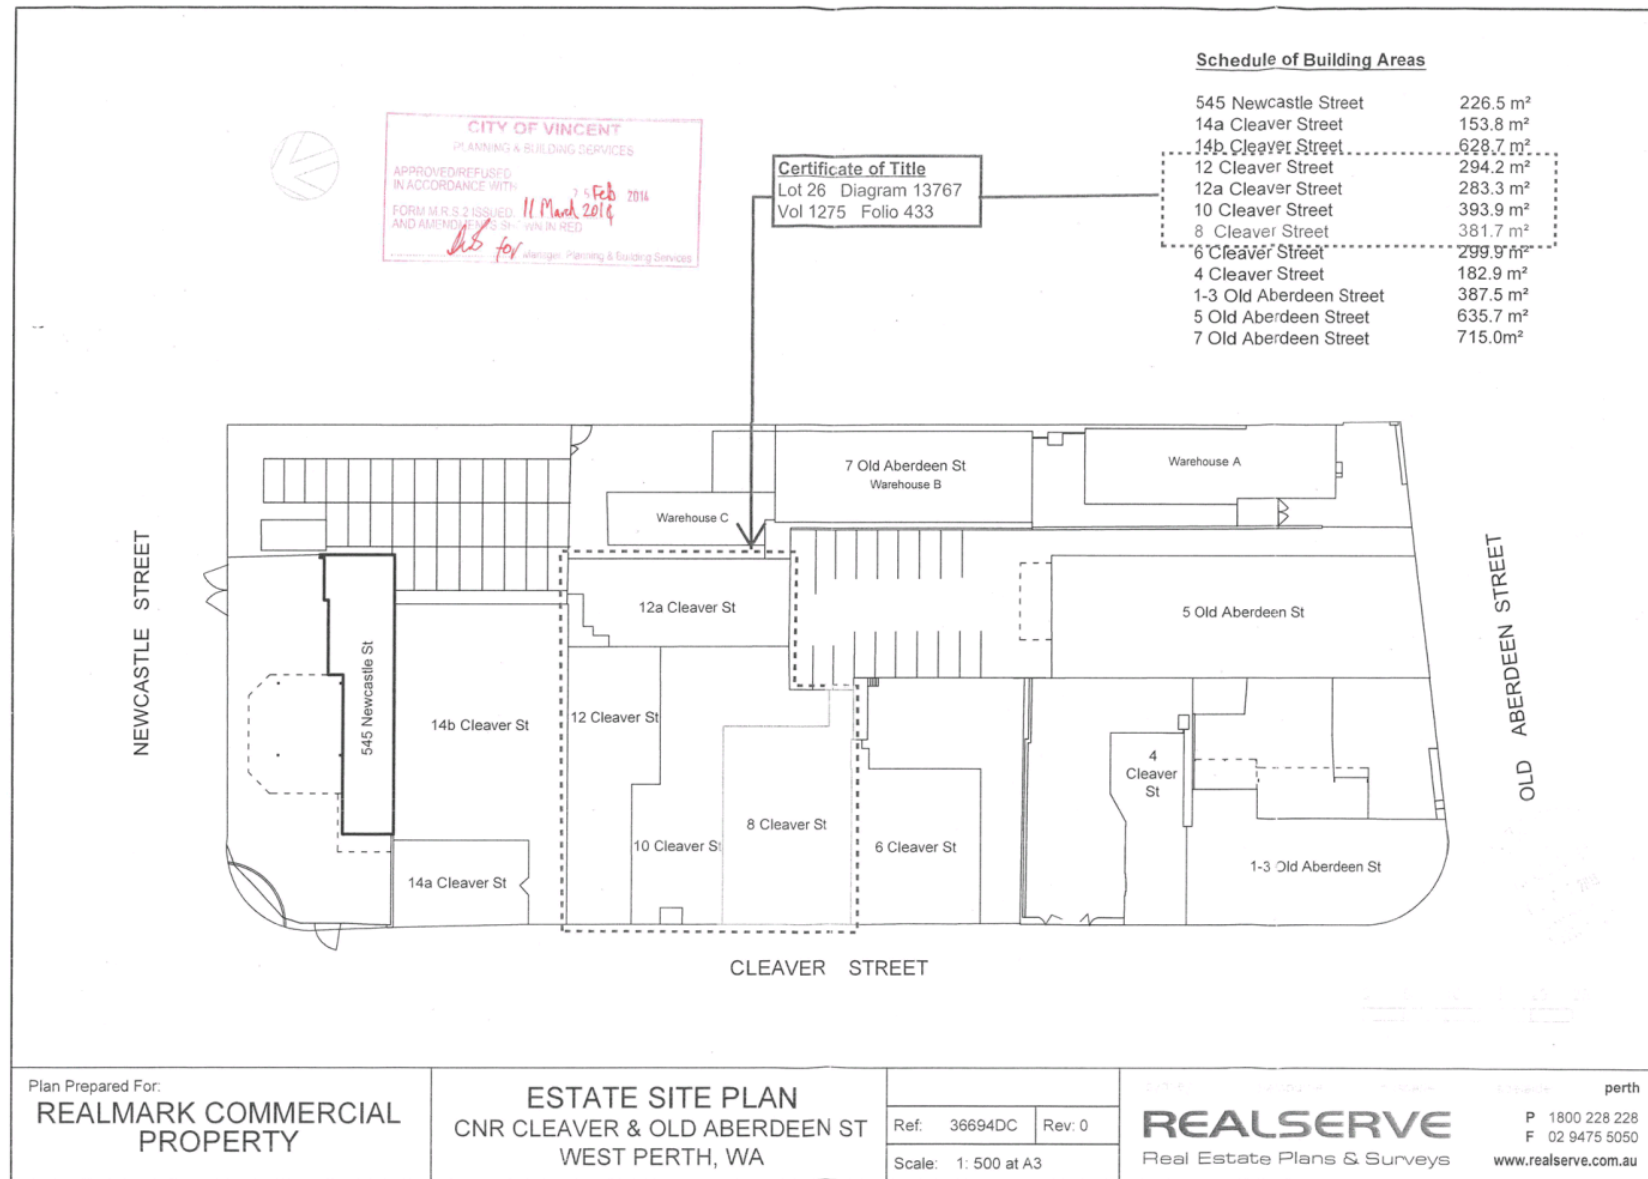 Schedule of Building Areas
545 Newcastle Street 226.5 m²
14a Cleaver Street 153.8 m²
14b Cleaver Street 628.7 m²
12 Cleaver Street 294.2 m²
12a Cleaver Street 283.3 m²
10 Cleaver Street 393.9 m²
8 Cleaver Street 381.7 m²
6 Cleaver Street 299.9 m²
4 Cleaver Street 182.9 m²
1-3 Old Aberdeen Street 387.5 m²
5 Old Aberdeen Street 635.7 m²
7 Old Aberdeen Street 715.0m²
CITY OF VINCENT
PLANNING & BUILDING SERVICES
APPROVED/REFUSED
IN ACCORDANCE WITH
25 Feb 2014
FORM M.R.S.2 ISSUED. 11 March 2014
AND AMENDMENTS SHOWN IN RED
for Manager, Planning & Building Services
Certificate of Title
Lot 26 Diagram 13767
Vol 1275 Folio 433
7 Old Aberdeen St
Warehouse B
Warehouse A
Warehouse C
NEWCASTLE STREET
12a Cleaver St
5 Old Aberdeen St
OLD ABERDEEN STREET
545 Newcastle St
14b Cleaver St
12 Cleaver St
4
Cleaver
St
8 Cleaver St
10 Cleaver St
6 Cleaver St
14a Cleaver St
1-3 Old Aberdeen St
CLEAVER STREET
Plan Prepared For:
REALMARK COMMERCIAL
PROPERTY
ESTATE SITE PLAN
CNR CLEAVER & OLD ABERDEEN ST
WEST PERTH, WA
Ref: 36694DC Rev: 0
Scale: 1: 500 at A3
REALSERVE
Real Estate Plans & Surveys
perth
P 1800 228 228
F 02 9475 5050
www.realserve.com.au